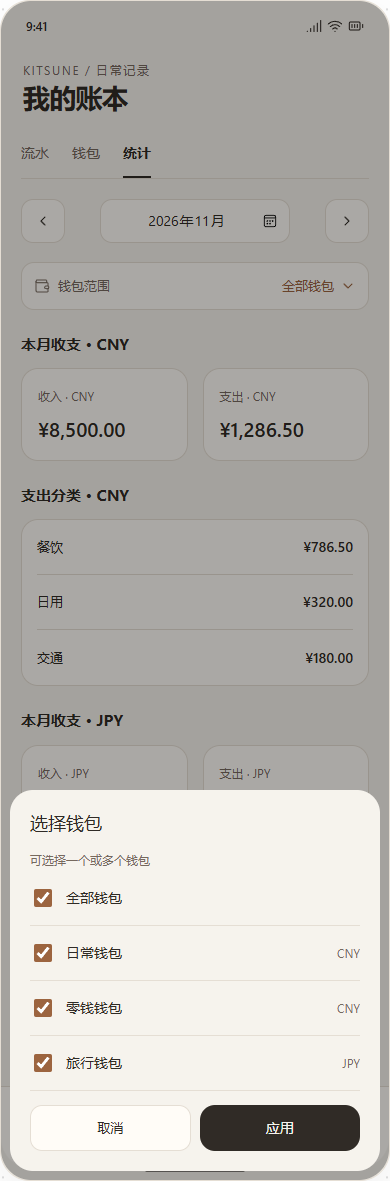 9:41
KITSUNE / 日常记录
我的账本
流水 钱包 统计
2026年11月
钱包范围 全部钱包
本月收支 • CNY
收入 · CNY 支出 · CNY
¥8,500.00 ¥1,286.50
支出分类 • CNY
餐饮 ¥786.50
日用 ¥320.00
交通 ¥180.00
本月收支 • JPY
收入 · JPY 支出 · JPY
选择钱包
可选择一个或多个钱包
全部钱包
日常钱包 CNY
零钱钱包 CNY
旅行钱包 JPY
取消 应用